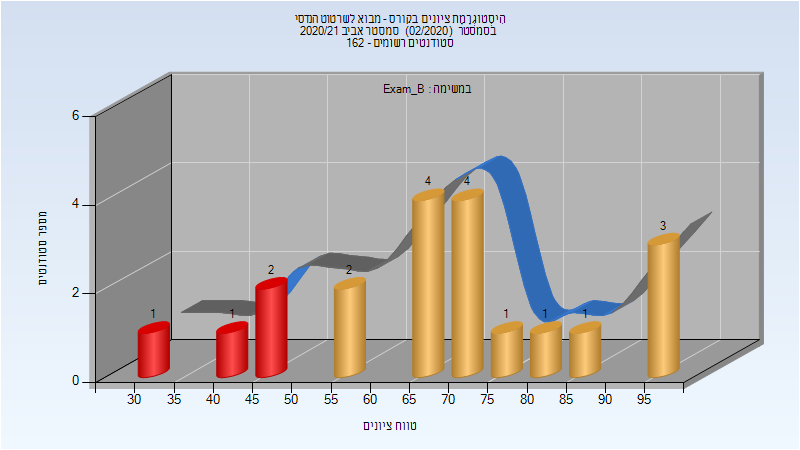 היסטוגרמת ציונים בקורס - מבוא לשרטוט הנדסי
בסמסטר (02/2020) סמסטר אביב 2020/21
סטודנטים רשומים - 162
במשימה : Exam_B
מספר סטודנטים
6
4
2
0
1
1
2
2
4
4
1
1
1
3
30 35 40 45 50 55 60 65 70 75 80 85 90 95
טווח ציונים